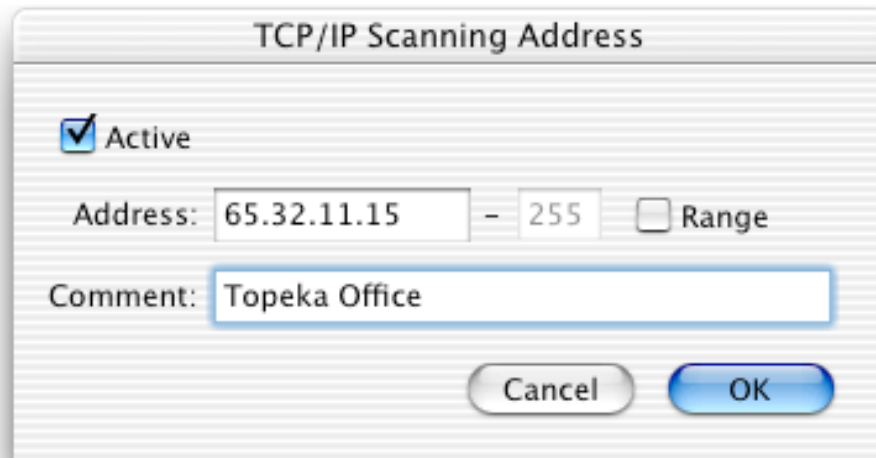 TCP/IP Scanning Address
Active
Address: 65.32.11.15 - 255 Range
Comment: Topeka Office
Cancel OK